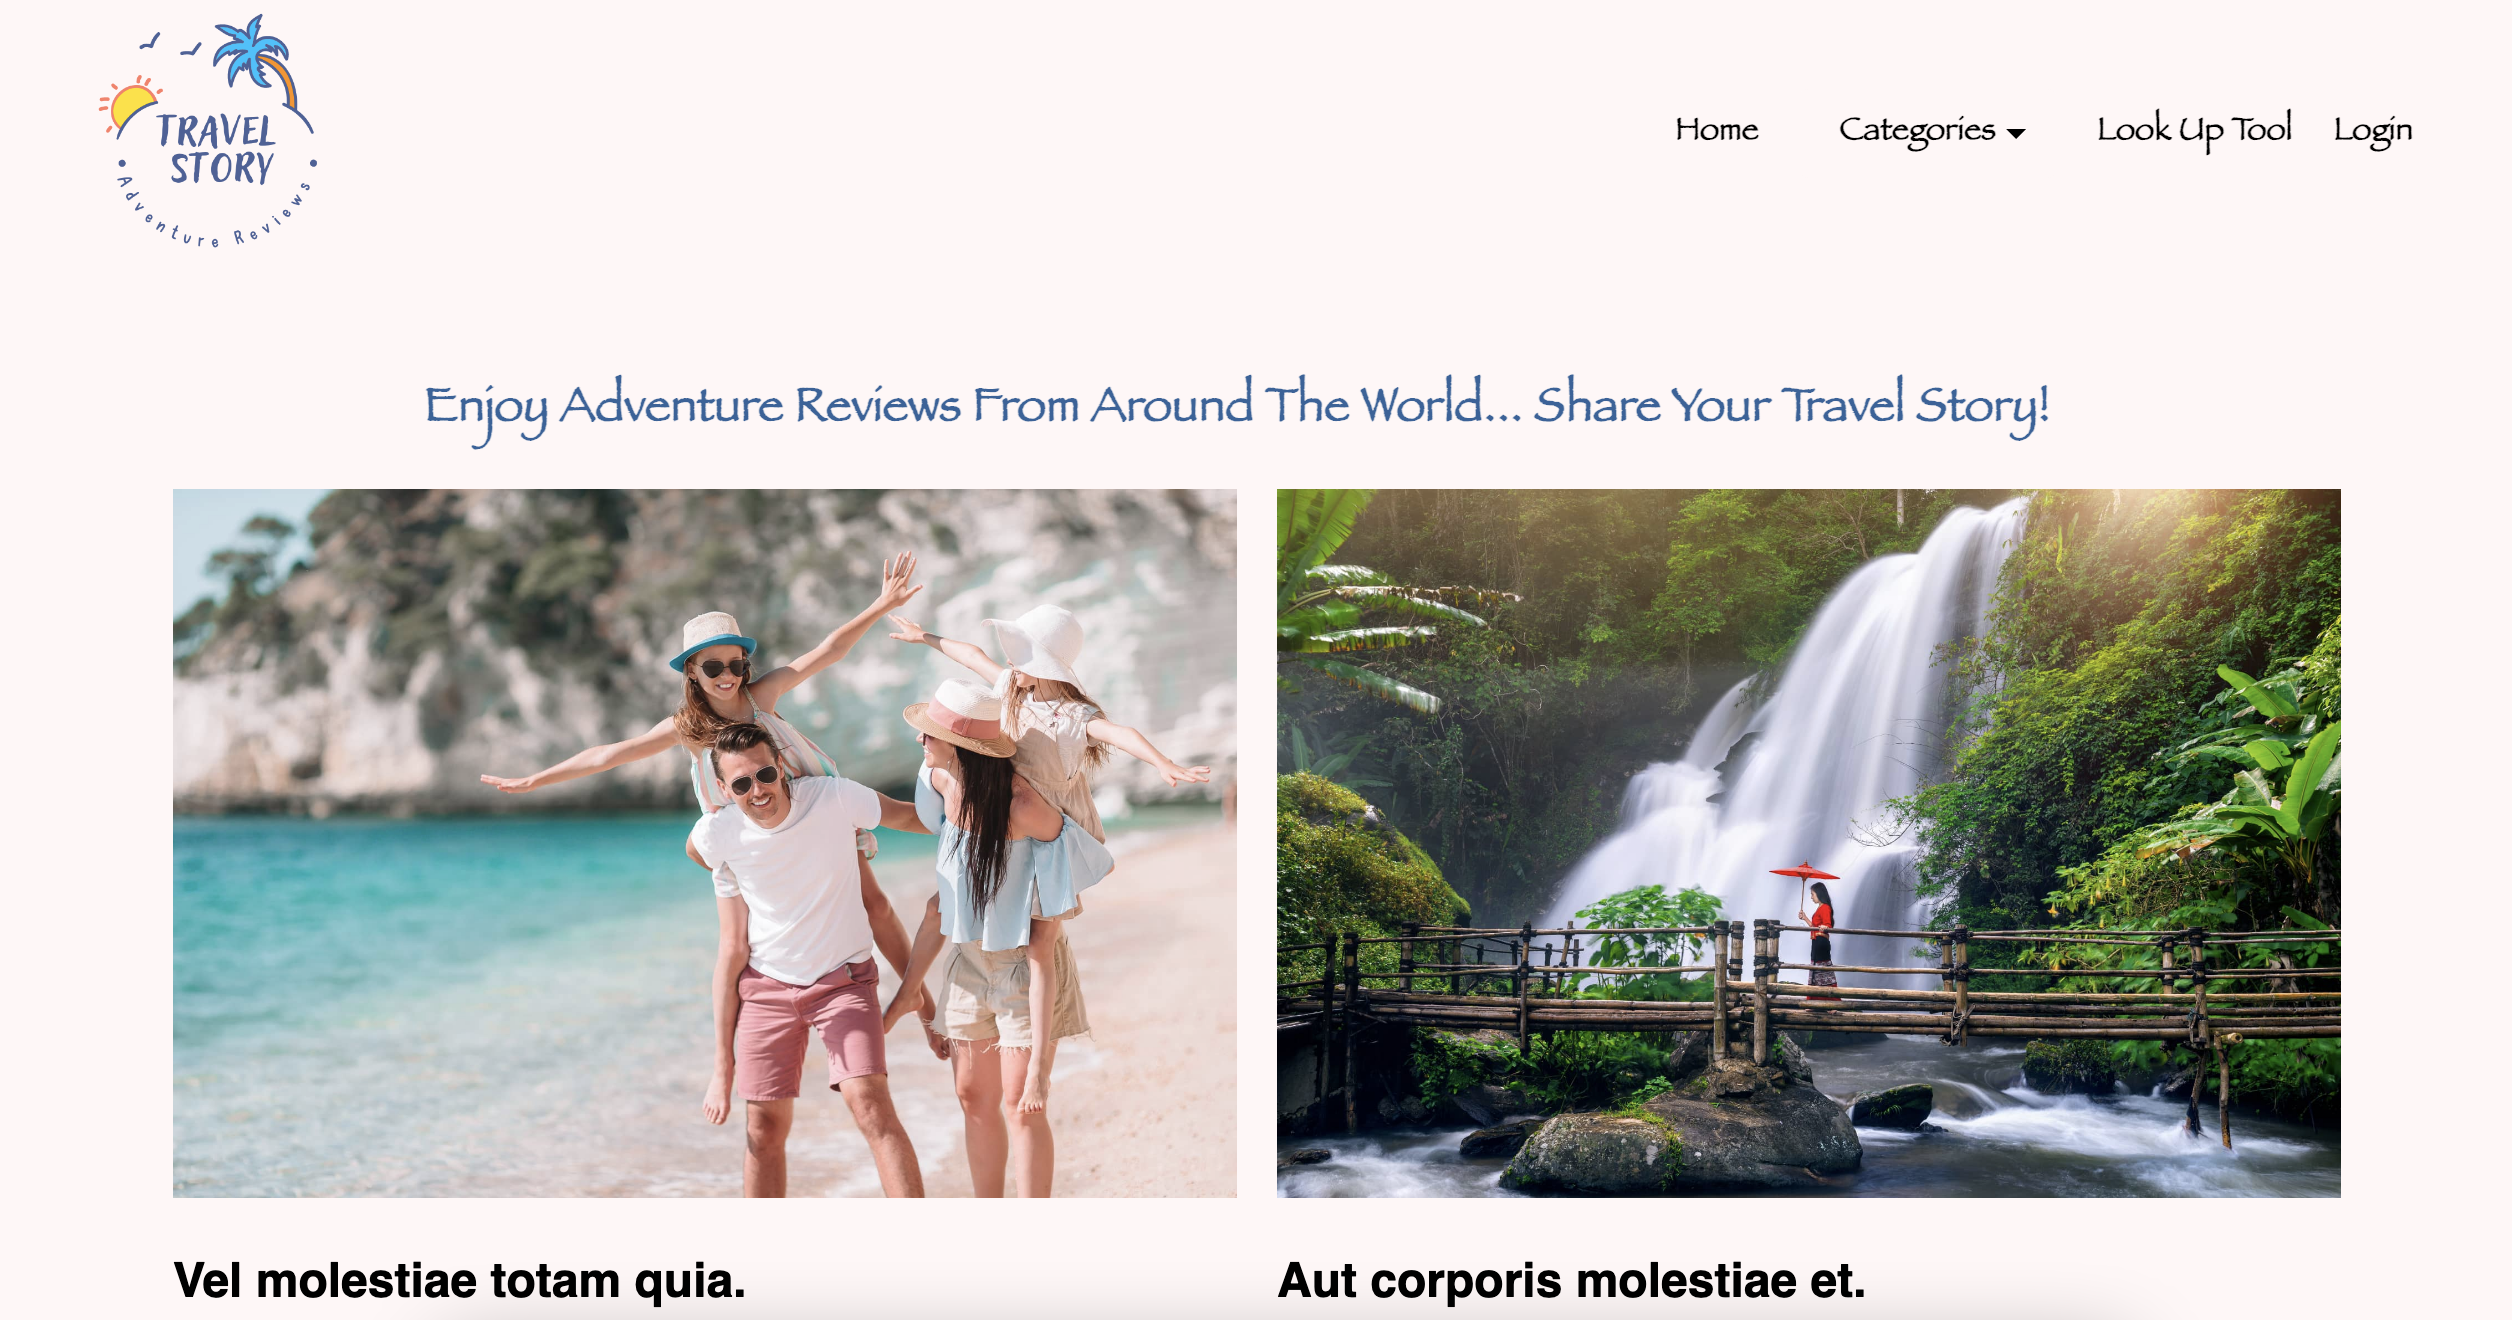 TRAVEL
STORY
Adventure Reviews
Home Categories Look Up Tool Login
Enjoy Adventure Reviews From Around The World... Share Your Travel Story!
Vel molestiae totam quia.
Aut corporis molestiae et.